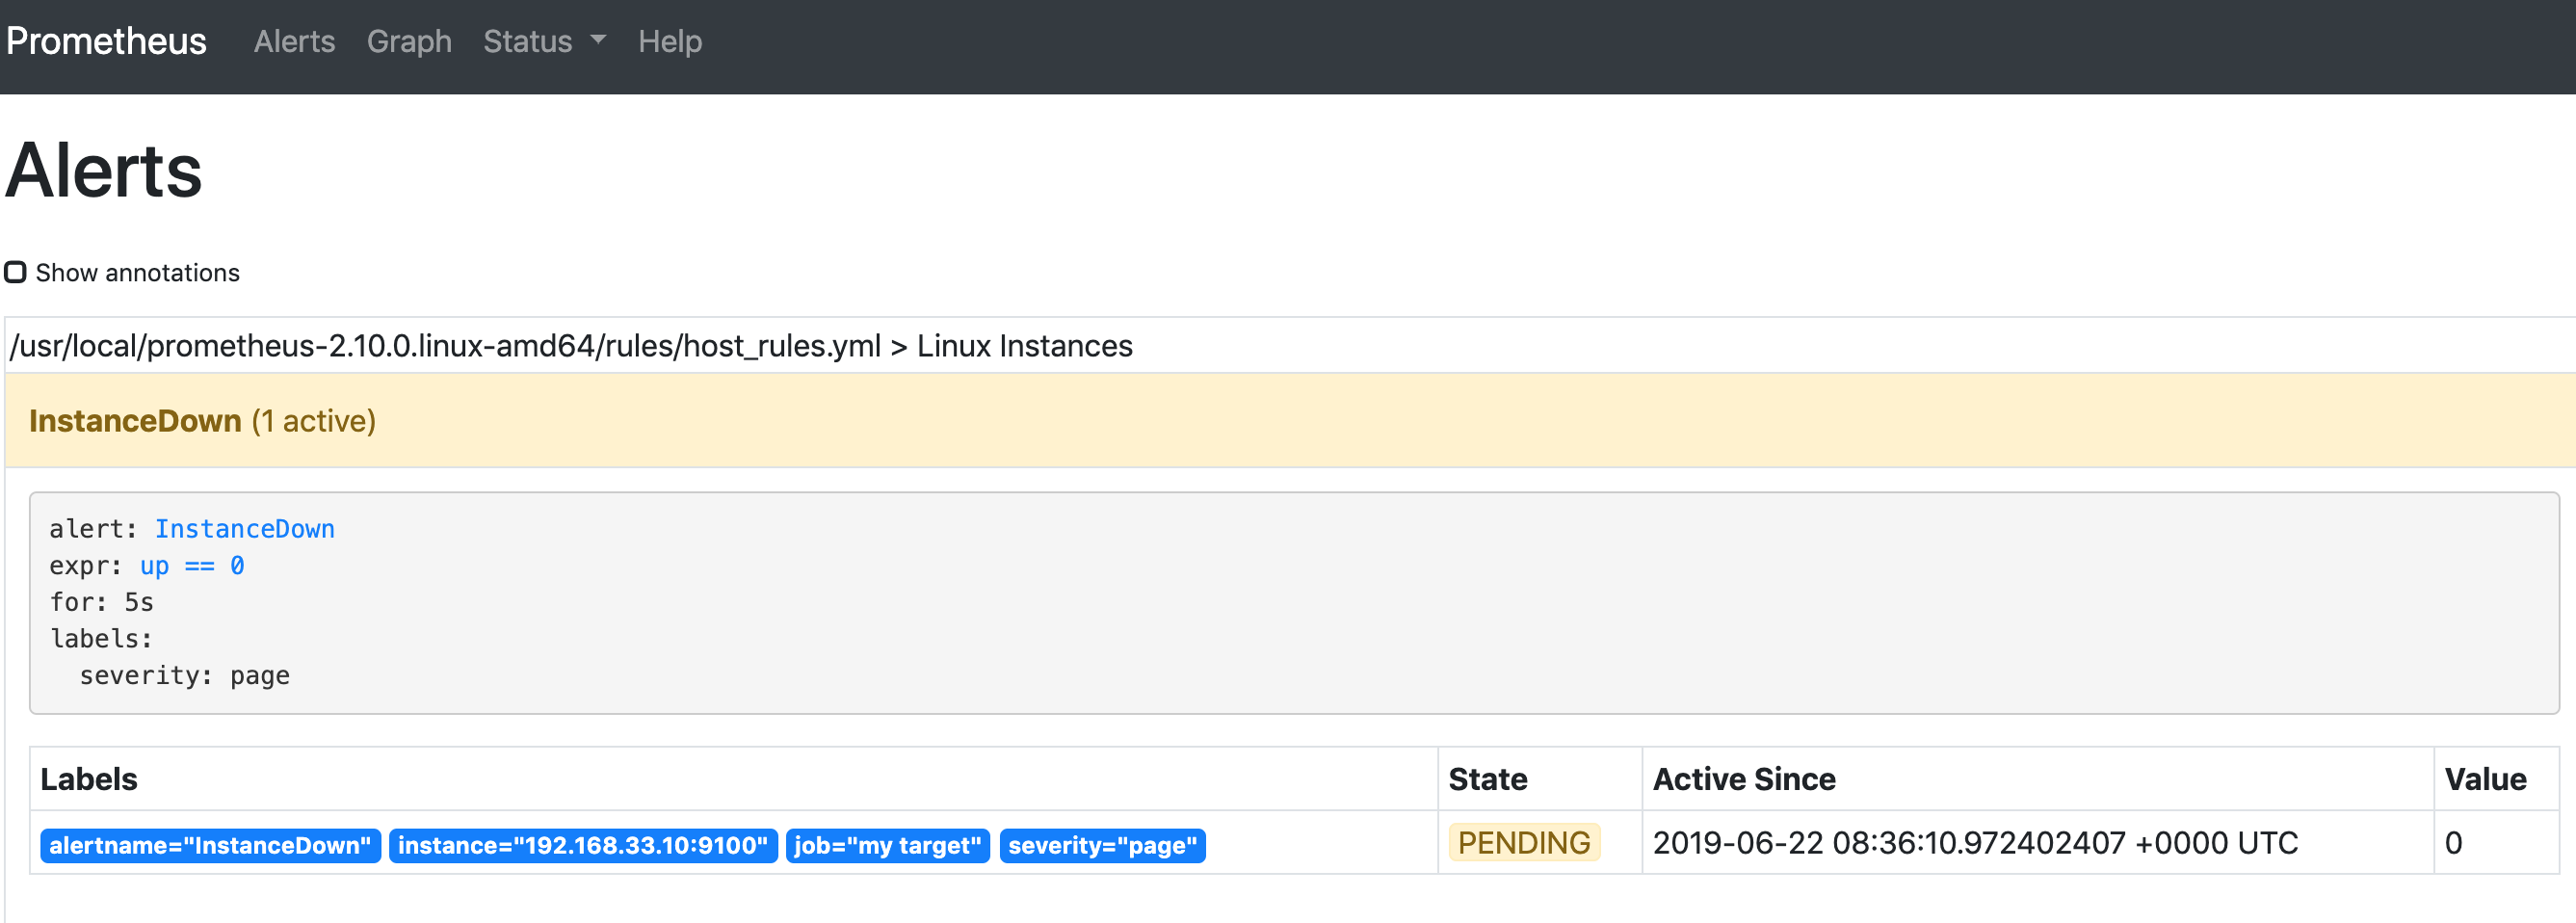 Prometheus Alerts Graph Status Help
Alerts
Show annotations
/usr/local/prometheus-2.10.0.linux-amd64/rules/host_rules.yml > Linux Instances
InstanceDown (1 active)
alert: InstanceDown
expr: up == 0
for: 5s
labels:
  severity: page
Labels State Active Since Value
alertname="InstanceDown" instance="192.168.33.10:9100" job="my target" severity="page" PENDING 2019-06-22 08:36:10.972402407 +0000 UTC 0